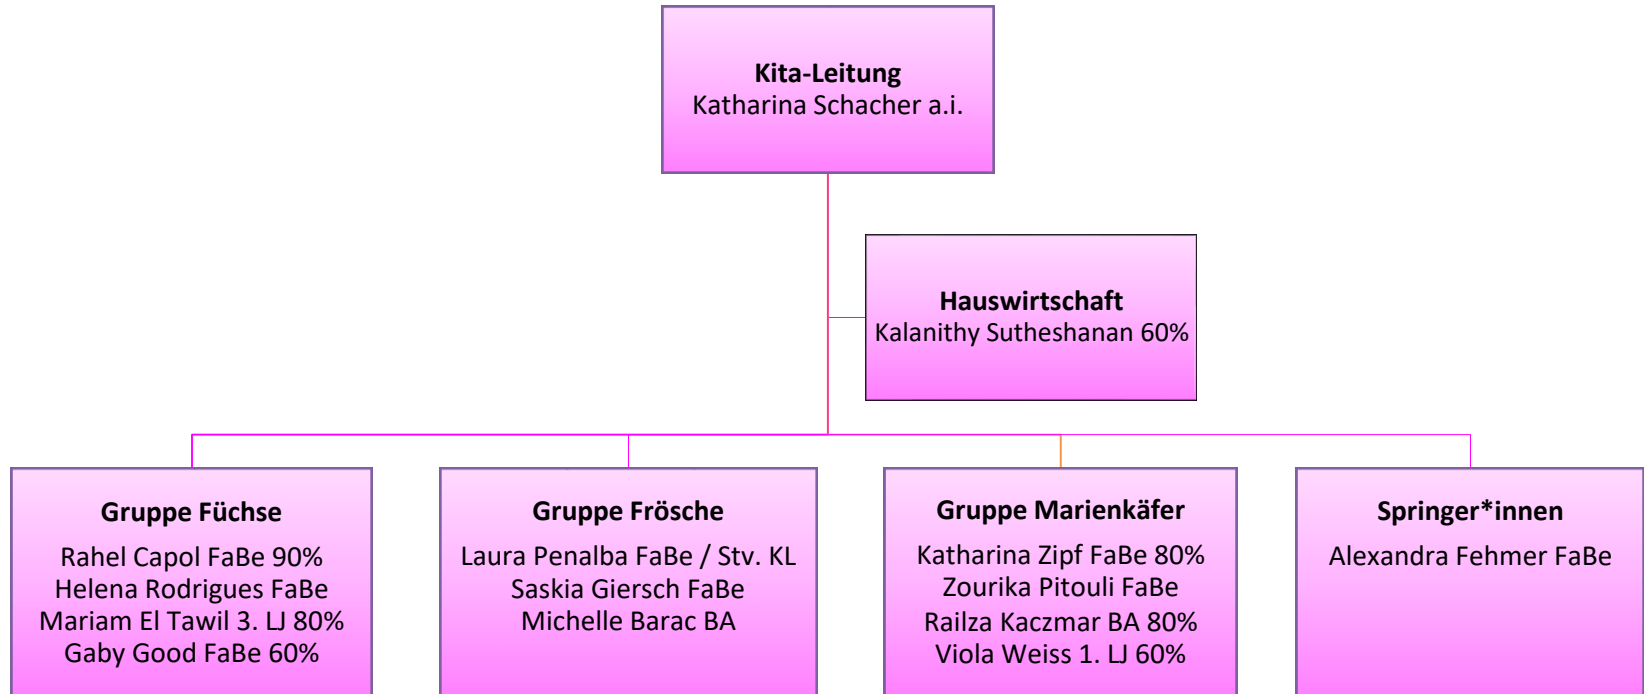 Kita-Leitung
Katharina Schacher a.i.
Hauswirtschaft
Kalanithy Sutheshanan 60%
Gruppe Füchse
Rahel Capol FaBe 90%
Helena Rodrigues FaBe
Mariam El Tawil 3. LJ 80%
Gaby Good FaBe 60%
Gruppe Frösche
Laura Penalba FaBe / Stv. KL
Saskia Giersch FaBe
Michelle Barac BA
Gruppe Marienkäfer
Katharina Zipf FaBe 80%
Zourika Pitouli FaBe
Railza Kaczmar BA 80%
Viola Weiss 1. LJ 60%
Springer*innen
Alexandra Fehmer FaBe